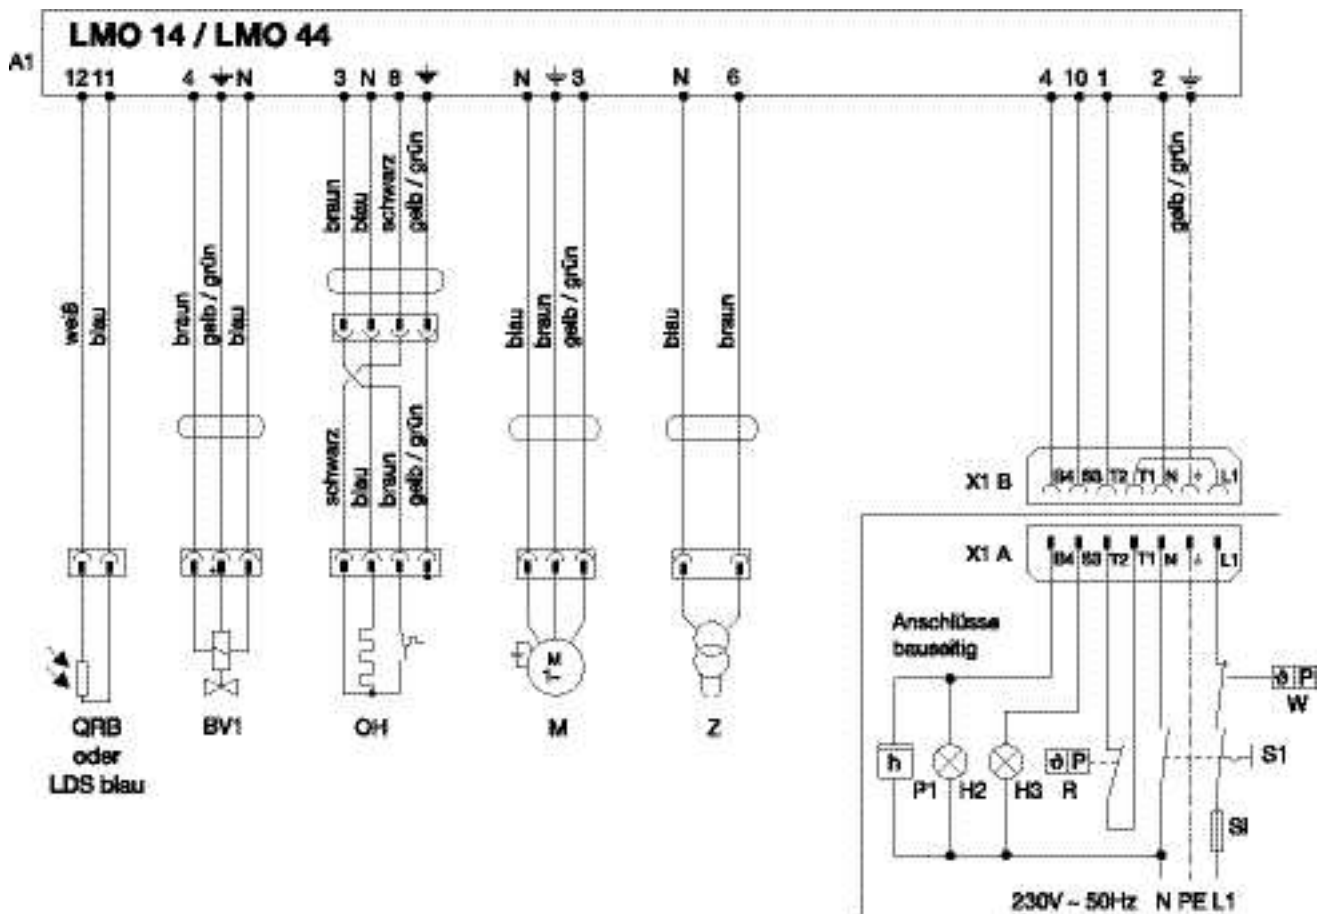 LMO 14 / LMO 44
A1
12 11 4 N 3 N 8 N 3 N 6 4 10 1 2
weiß
blau
braun
gelb / grün
blau
braun
blau
schwarz
gelb / grün
schwarz
blau
braun
gelb / grün
blau
braun
gelb / grün
blau
braun
gelb / grün
X1 B
B4 S3 T2 T1 N L1
X1 A
B4 S3 T2 T1 N L1
Anschlüsse
bauseitig
M
1~
ϑ P
W
QRB
oder
LDS blau
BV1
OH
M
Z
h
P1
H2
H3
ϑ P
R
S1
SI
230V ~ 50Hz N PE L1